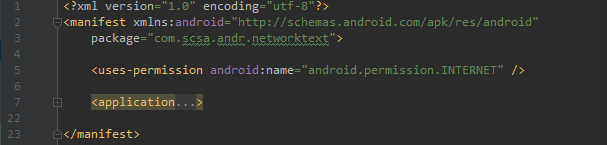 1 <?xml version="1.0" encoding="utf-8"?>
2 <manifest xmlns:android="http://schemas.android.com/apk/res/android"
3 package="com.scsa.andr.networktext">
4
5 <uses-permission android:name="android.permission.INTERNET" />
6
7 <application...>
22
23 </manifest>